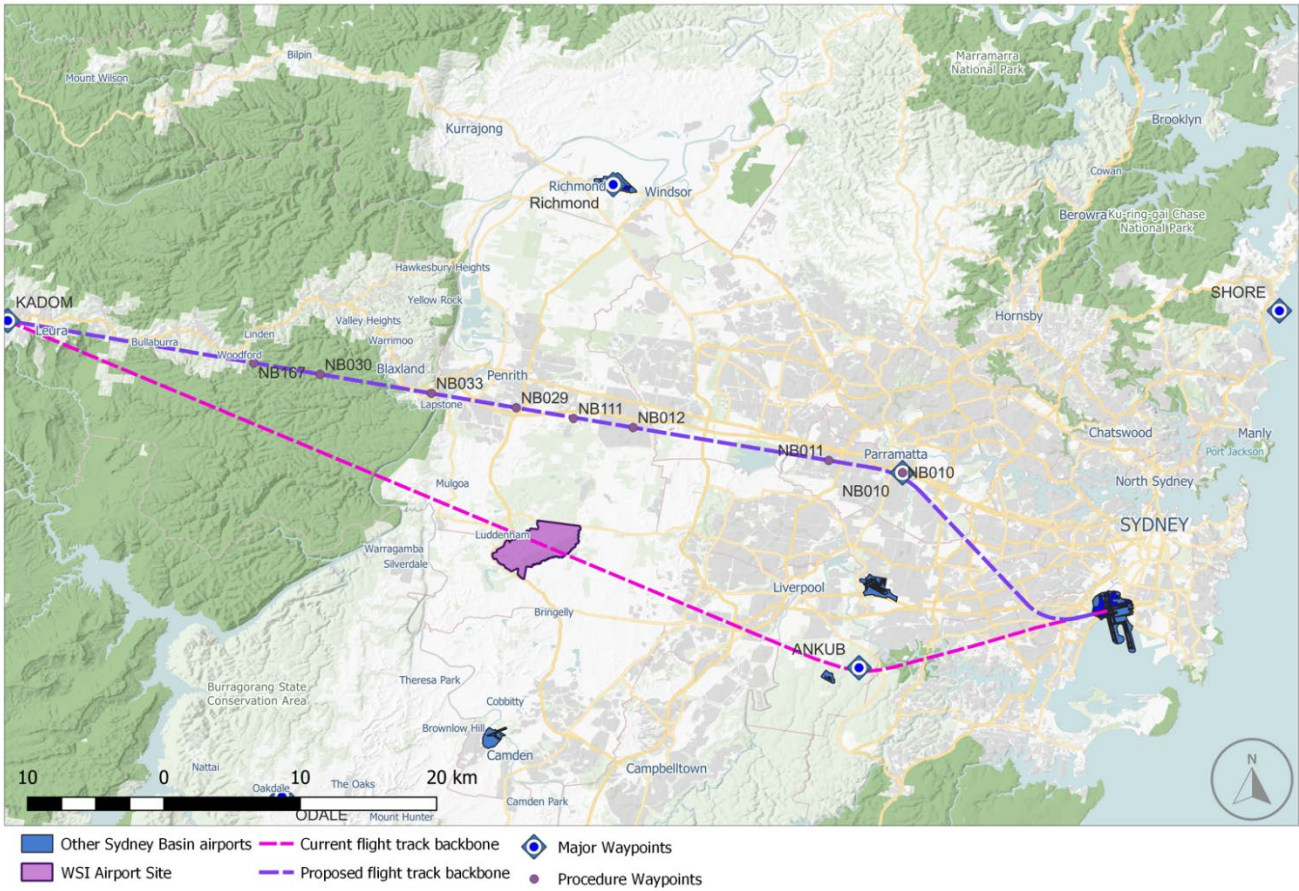 Bilpin
Mount Wilson
Marramarra
National Park
Brooklyn
Kurrajong
Cowan
Richmond
Windsor
Richmond
Berowra
Ku-ring-gai Chase
National Park
Hawkesbury Heights
SHORE
KADOM
Yellow Rock
Leura
Linden
Valley Heights
Hornsby
Bullaburra
Warrimoo
Woodford
NB167
NB030
Blaxland
Penrith
NB033
Lapstone
NB029
NB111
NB012
Chatswood
Manly
Port Jackson
NB011
Parramatta
NB010
NB010
Mulgoa
North Sydney
SYDNEY
Luddenham
Warragamba
Silverdale
Liverpool
Bringelly
ANKUB
Theresa Park
Burragorang State
Conservation Area
Cobbitty
Brownlow Hill
Camden
Nattai
Campbelltown
N
10 0 10 20 km
Oakdale
The Oaks
Camden Park
ODALE
Mount Hunter
Other Sydney Basin airports
Current flight track backbone
Major Waypoints
WSI Airport Site
Proposed flight track backbone
Procedure Waypoints